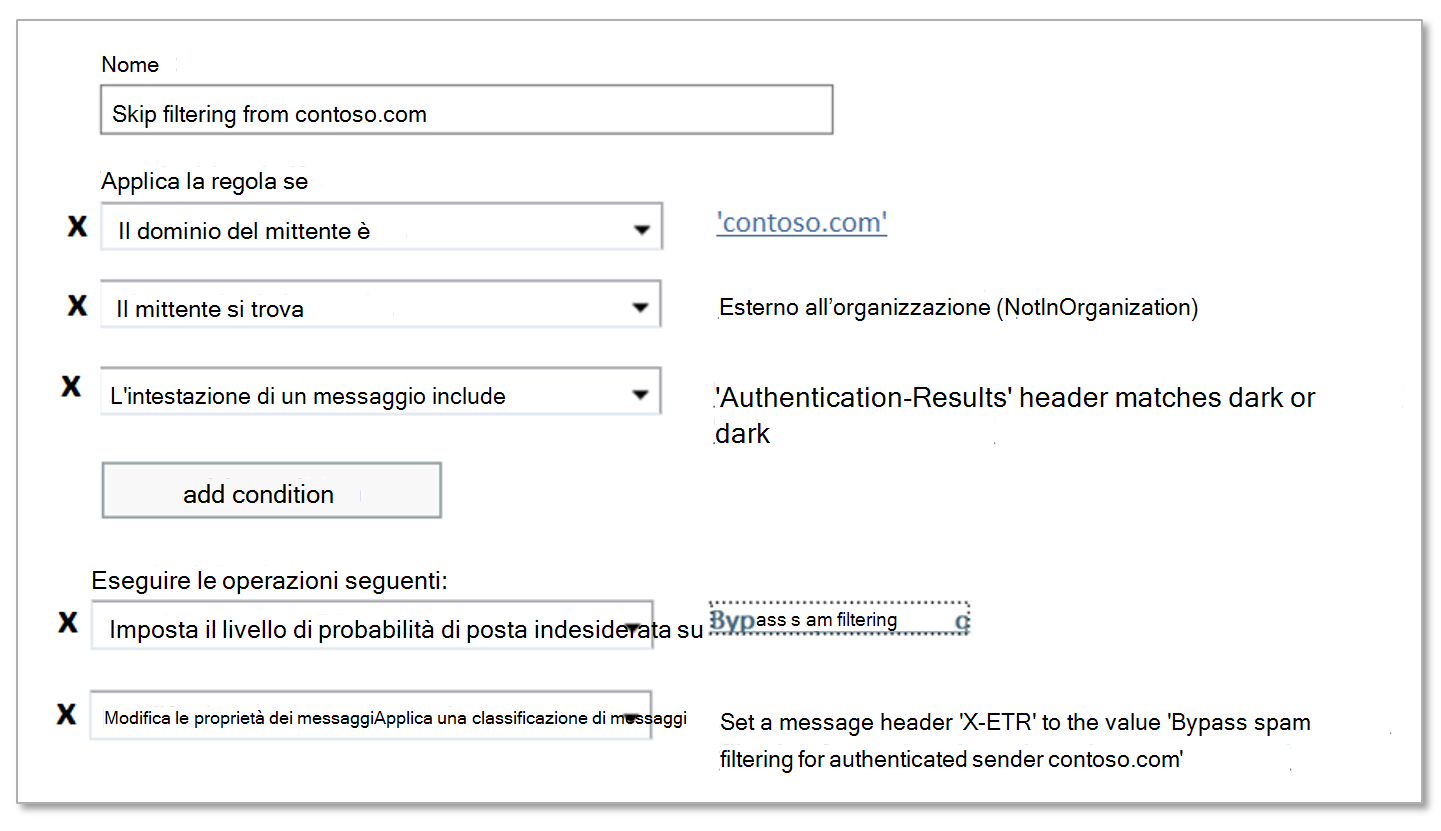 Nome
Skip filtering from contoso.com
Applica la regola se
X Il dominio del mittente è 'contoso.com'
X Il mittente si trova Esterno all’organizzazione (NotInOrganization)
X L'intestazione di un messaggio include 'Authentication-Results' header matches dark or
dark
add condition
Eseguire le operazioni seguenti:
X Imposta il livello di probabilità di posta indesiderata su Bypass s am filtering
X Modifica le proprietà dei messaggiApplica una classificazione di messaggi Set a message header 'X-ETR' to the value 'Bypass spam
filtering for authenticated sender contoso.com'